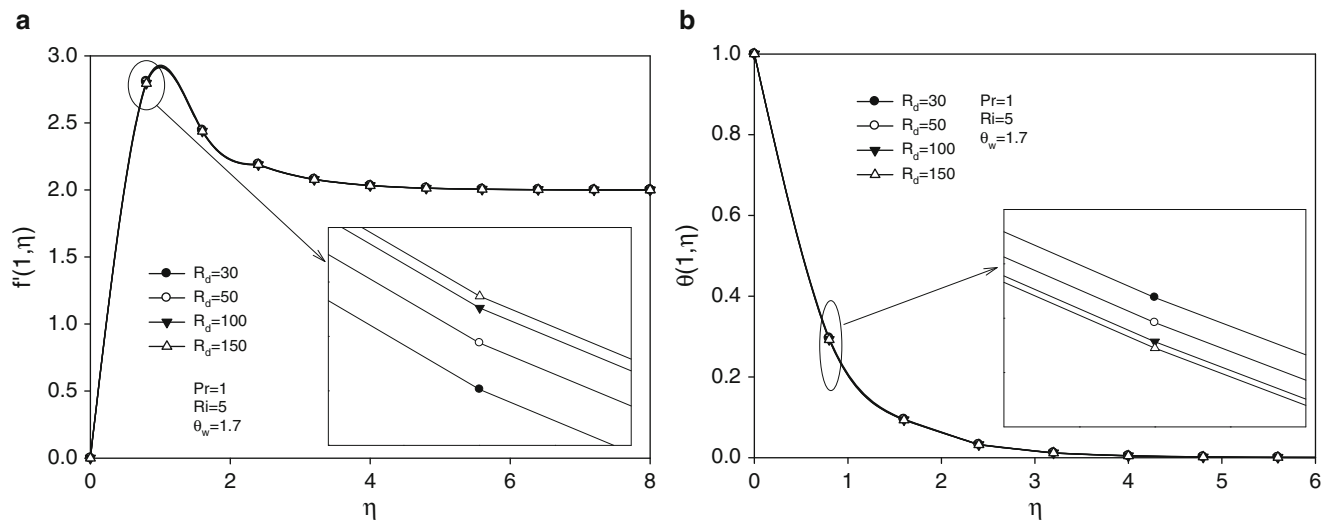 a
3.0
2.5
2.0
1.5
1.0
0.5
0.0
f'(1,η)
R_d=30
R_d=50
R_d=100
R_d=150
Pr=1
Ri=5
θ_w=1.7
0 2 4 6 8
η
b
1.0
0.8
0.6
0.4
0.2
0.0
θ(1,η)
R_d=30 Pr=1
R_d=50 Ri=5
R_d=100 θ_w=1.7
R_d=150
0 1 2 3 4 5 6
η